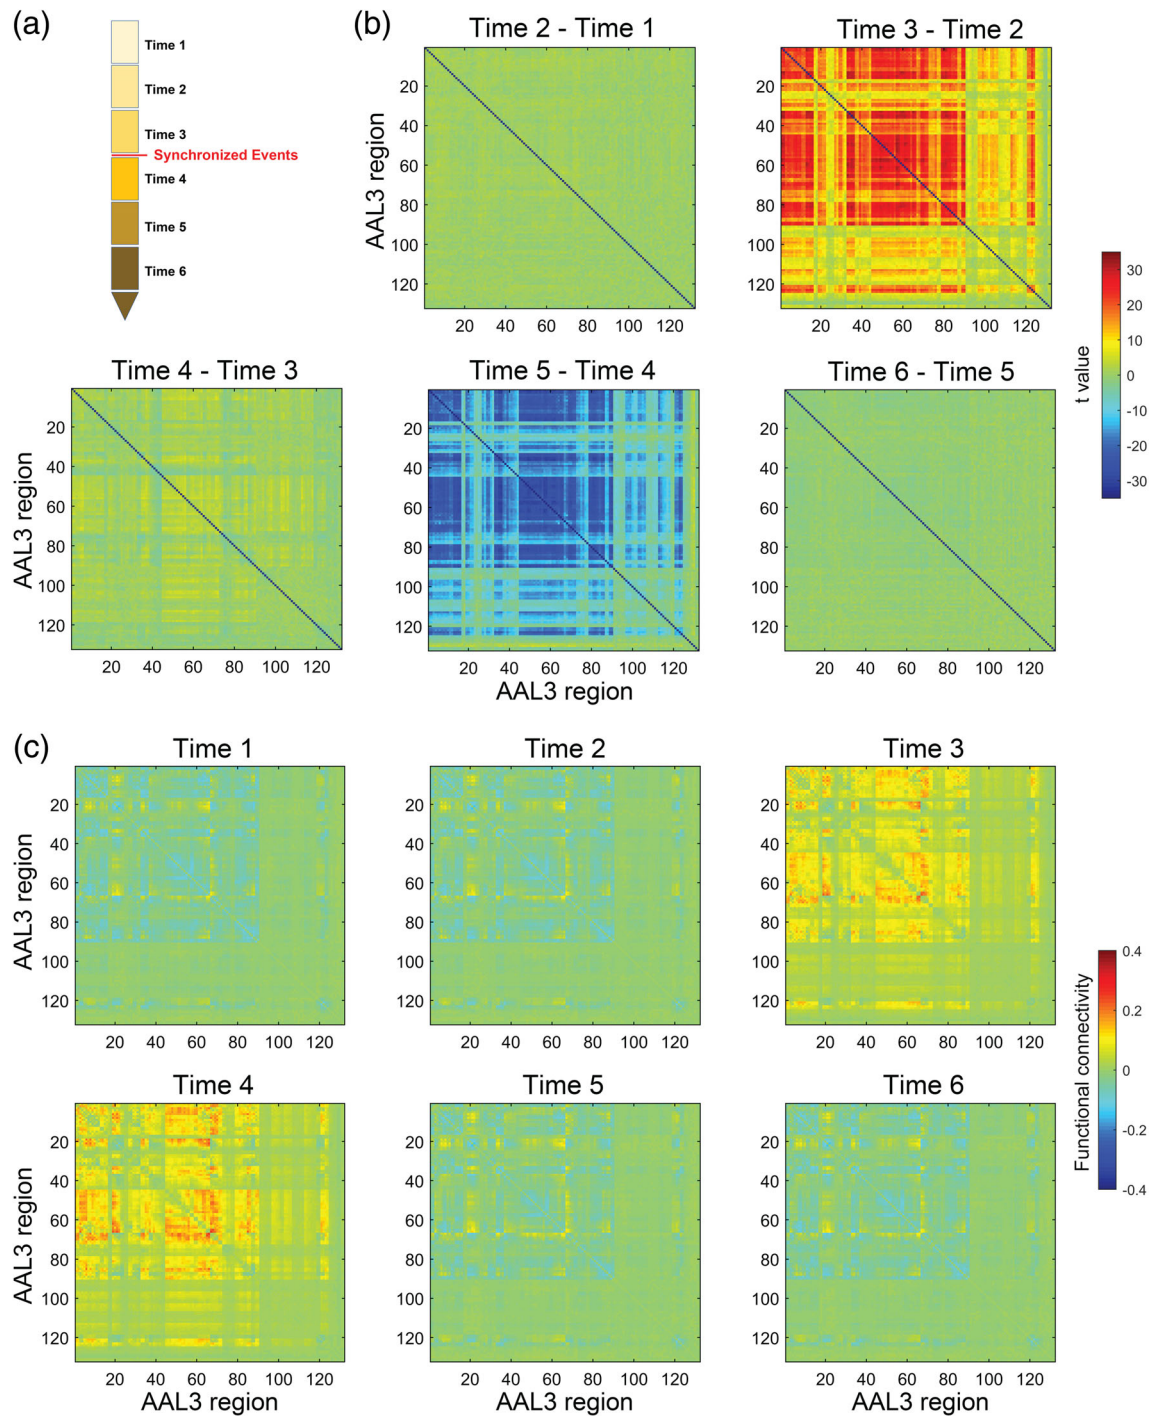 (a)
Time 1
Time 2
Time 3
Synchronized Events
Time 4
Time 5
Time 6
(b)
Time 2 - Time 1
AAL3 region
20
40
60
80
100
120
20 40 60 80 100 120
Time 3 - Time 2
20
40
60
80
100
120
20 40 60 80 100 120
Time 4 - Time 3
AAL3 region
20
40
60
80
100
120
20 40 60 80 100 120
Time 5 - Time 4
20
40
60
80
100
120
20 40 60 80 100 120
AAL3 region
Time 6 - Time 5
20
40
60
80
100
120
20 40 60 80 100 120
t value
30
20
10
0
-10
-20
-30
(c)
Time 1
AAL3 region
20
40
60
80
100
120
20 40 60 80 100 120
Time 2
20
40
60
80
100
120
20 40 60 80 100 120
Time 3
20
40
60
80
100
120
20 40 60 80 100 120
Time 4
AAL3 region
20
40
60
80
100
120
20 40 60 80 100 120
AAL3 region
Time 5
20
40
60
80
100
120
20 40 60 80 100 120
AAL3 region
Time 6
20
40
60
80
100
120
20 40 60 80 100 120
AAL3 region
Functional connectivity
0.4
0.2
0
-0.2
-0.4